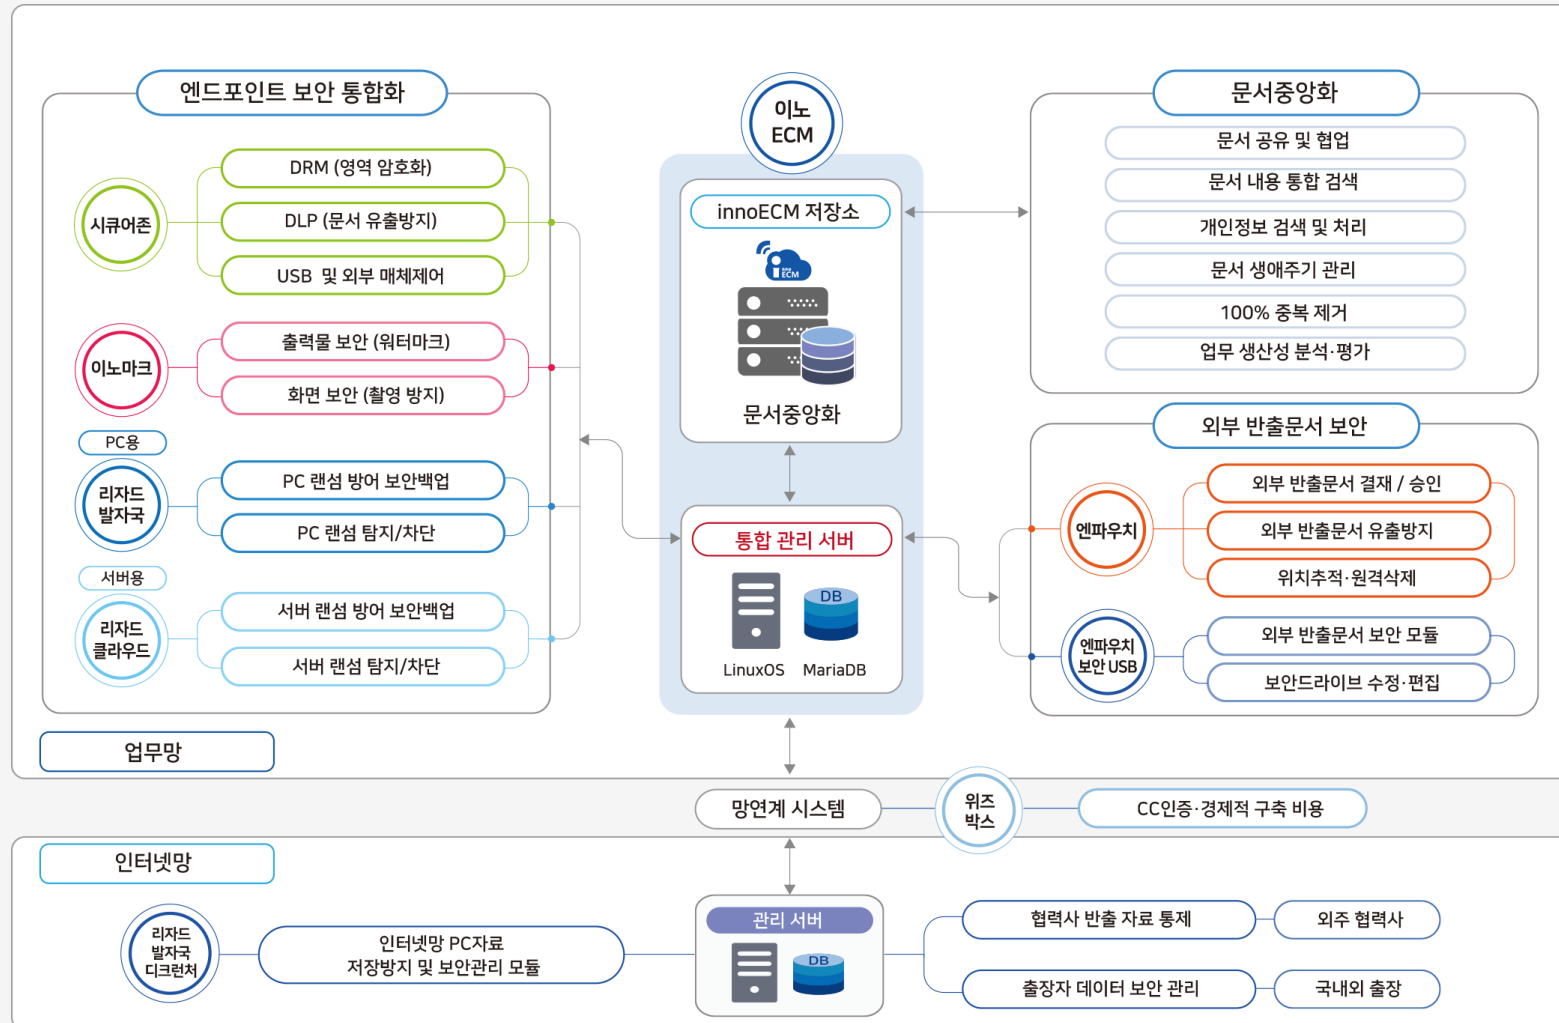 엔드포인트 보안 통합화
시큐어존
DRM (영역 암호화)
DLP (문서 유출방지)
USB 및 외부 매체제어
이노마크
출력물 보안 (워터마크)
화면 보안 (촬영 방지)
PC용
리자드
발자국
PC 랜섬 방어 보안백업
PC 랜섬 탐지/차단
서버용
리자드
클라우드
서버 랜섬 방어 보안백업
서버 랜섬 탐지/차단
업무망
이노
ECM
innoECM 저장소
ECM
문서중앙화
통합 관리 서버
DB
LinuxOS
MariaDB
문서중앙화
문서 공유 및 협업
문서 내용 통합 검색
개인정보 검색 및 처리
문서 생애주기 관리
100% 중복 제거
업무 생산성 분석·평가
외부 반출문서 보안
엔파우치
외부 반출문서 결재 / 승인
외부 반출문서 유출방지
위치추적·원격삭제
엔파우치
보안 USB
외부 반출문서 보안 모듈
보안드라이브 수정·편집
망연계 시스템
위즈
박스
CC인증·경제적 구축 비용
인터넷망
리자드
발자국
디크런처
인터넷망 PC자료
저장방지 및 보안관리 모듈
관리 서버
DB
협력사 반출 자료 통제
외주 협력사
출장자 데이터 보안 관리
국내외 출장